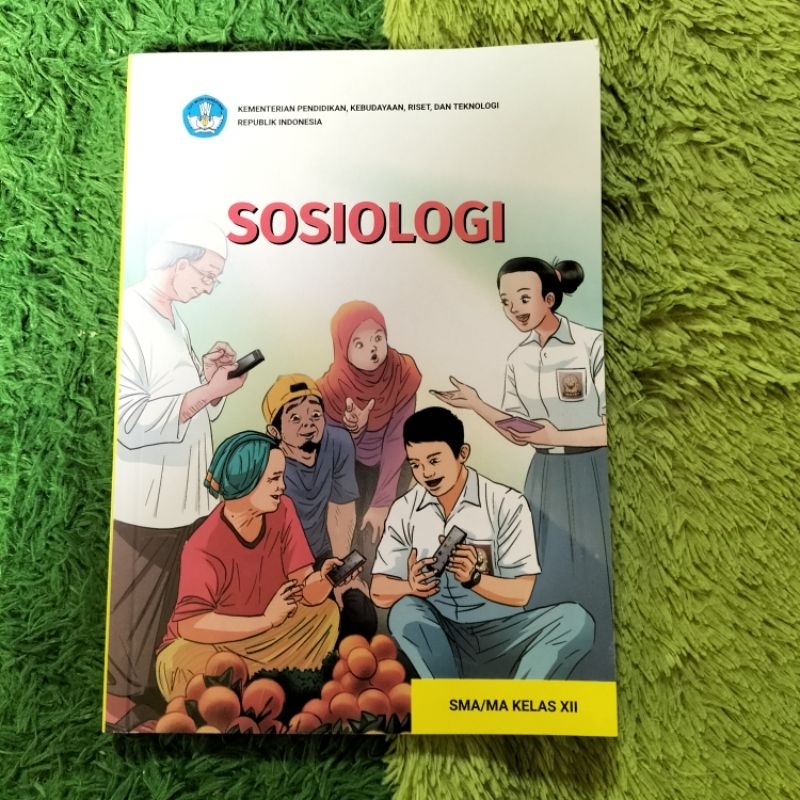 KEMENTERIAN PENDIDIKAN, KEBUDAYAAN, RISET, DAN TEKNOLOGI
REPUBLIK INDONESIA
SOSIOLOGI
SMA/MA KELAS XII